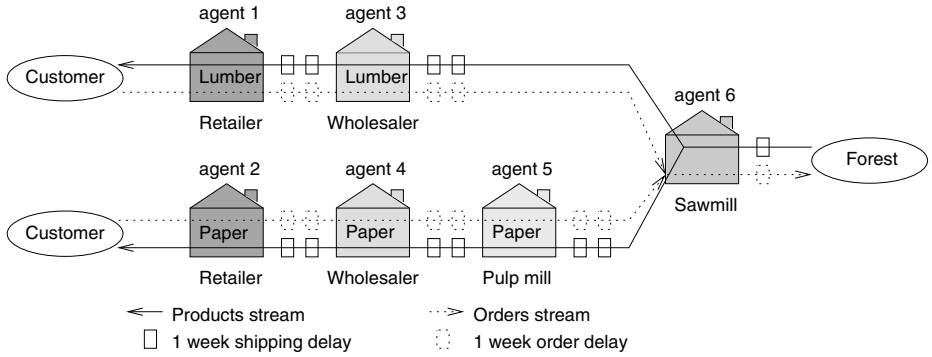 agent 1
agent 3
Customer
Lumber
Lumber
Retailer
Wholesaler
agent 6
Forest
Sawmill
agent 2
agent 4
agent 5
Customer
Paper
Paper
Paper
Retailer
Wholesaler
Pulp mill
Products stream
Orders stream
1 week shipping delay
1 week order delay